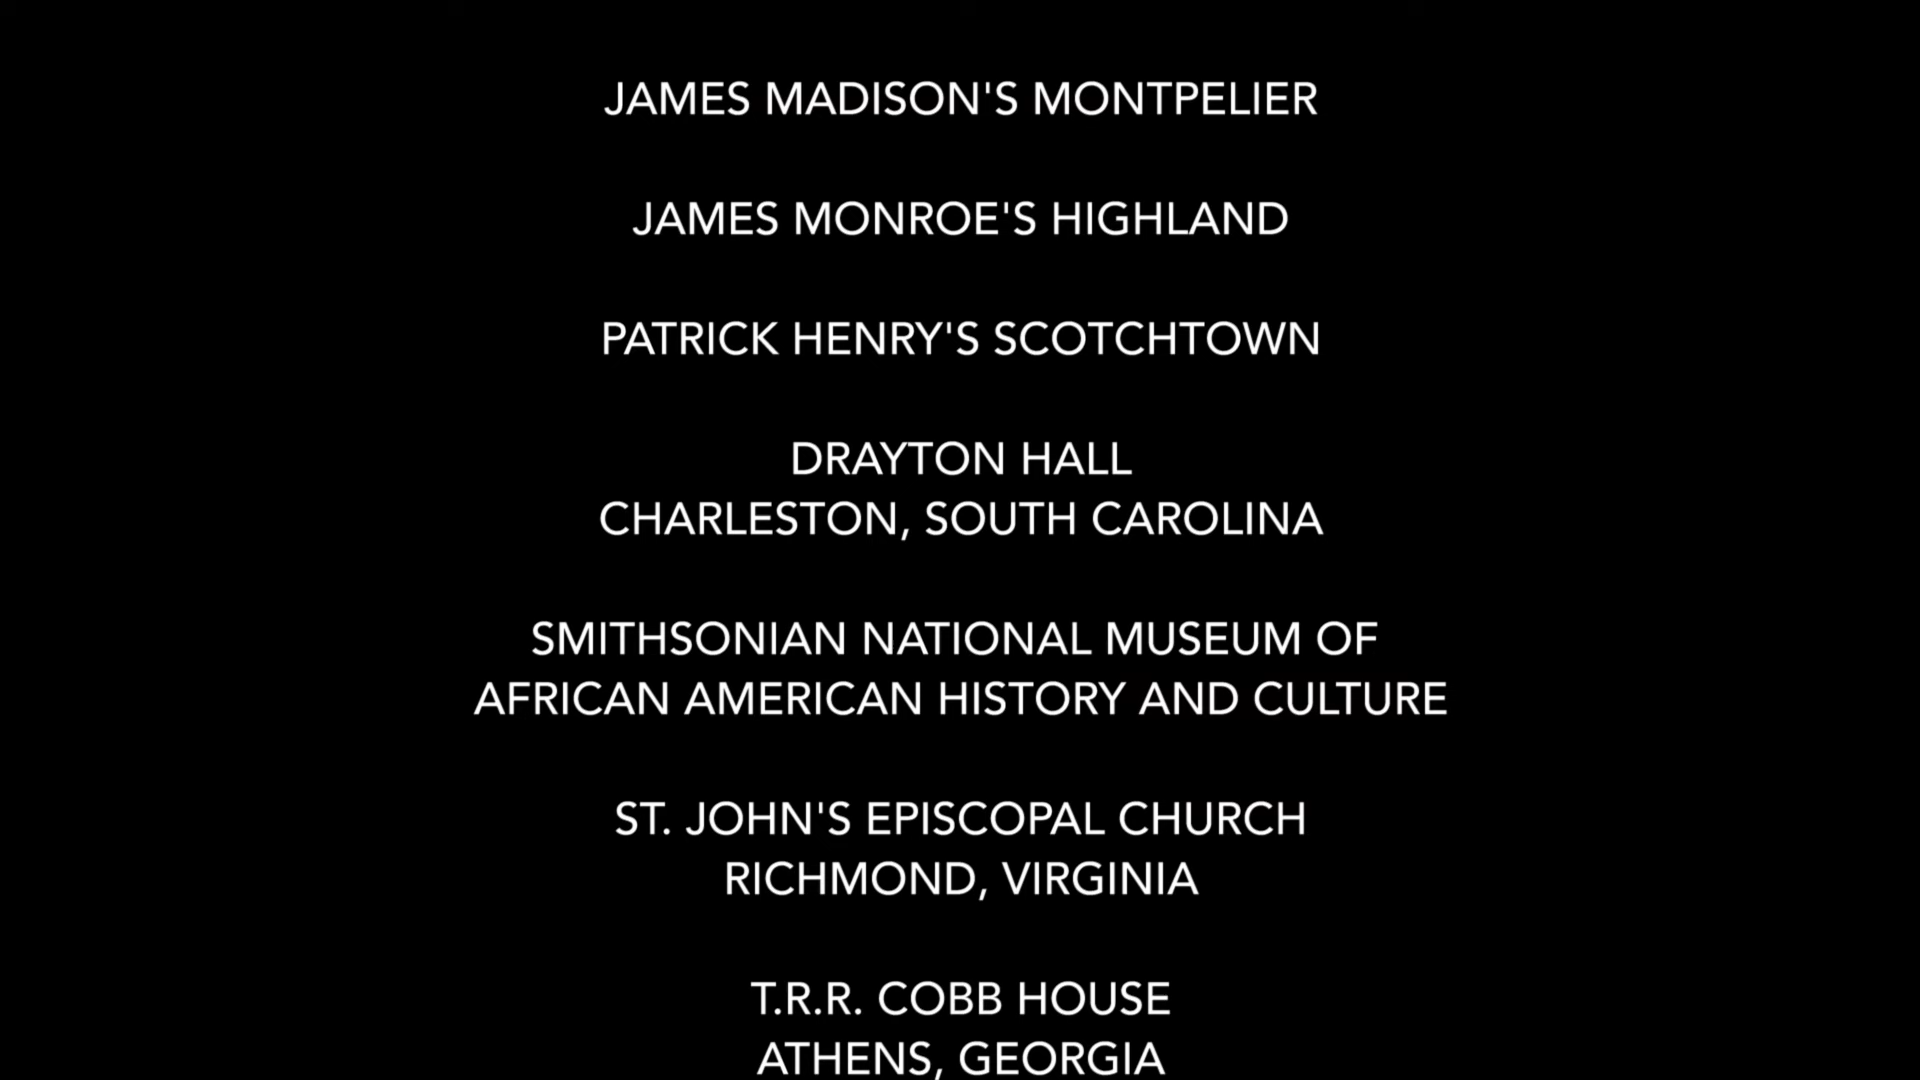 JAMES MADISON'S MONTPELIER
JAMES MONROE'S HIGHLAND
PATRICK HENRY'S SCOTCHTOWN
DRAYTON HALL
CHARLESTON, SOUTH CAROLINA
SMITHSONIAN NATIONAL MUSEUM OF
AFRICAN AMERICAN HISTORY AND CULTURE
ST. JOHN'S EPISCOPAL CHURCH
RICHMOND, VIRGINIA
T.R.R. COBB HOUSE
ATHENS, GEORGIA